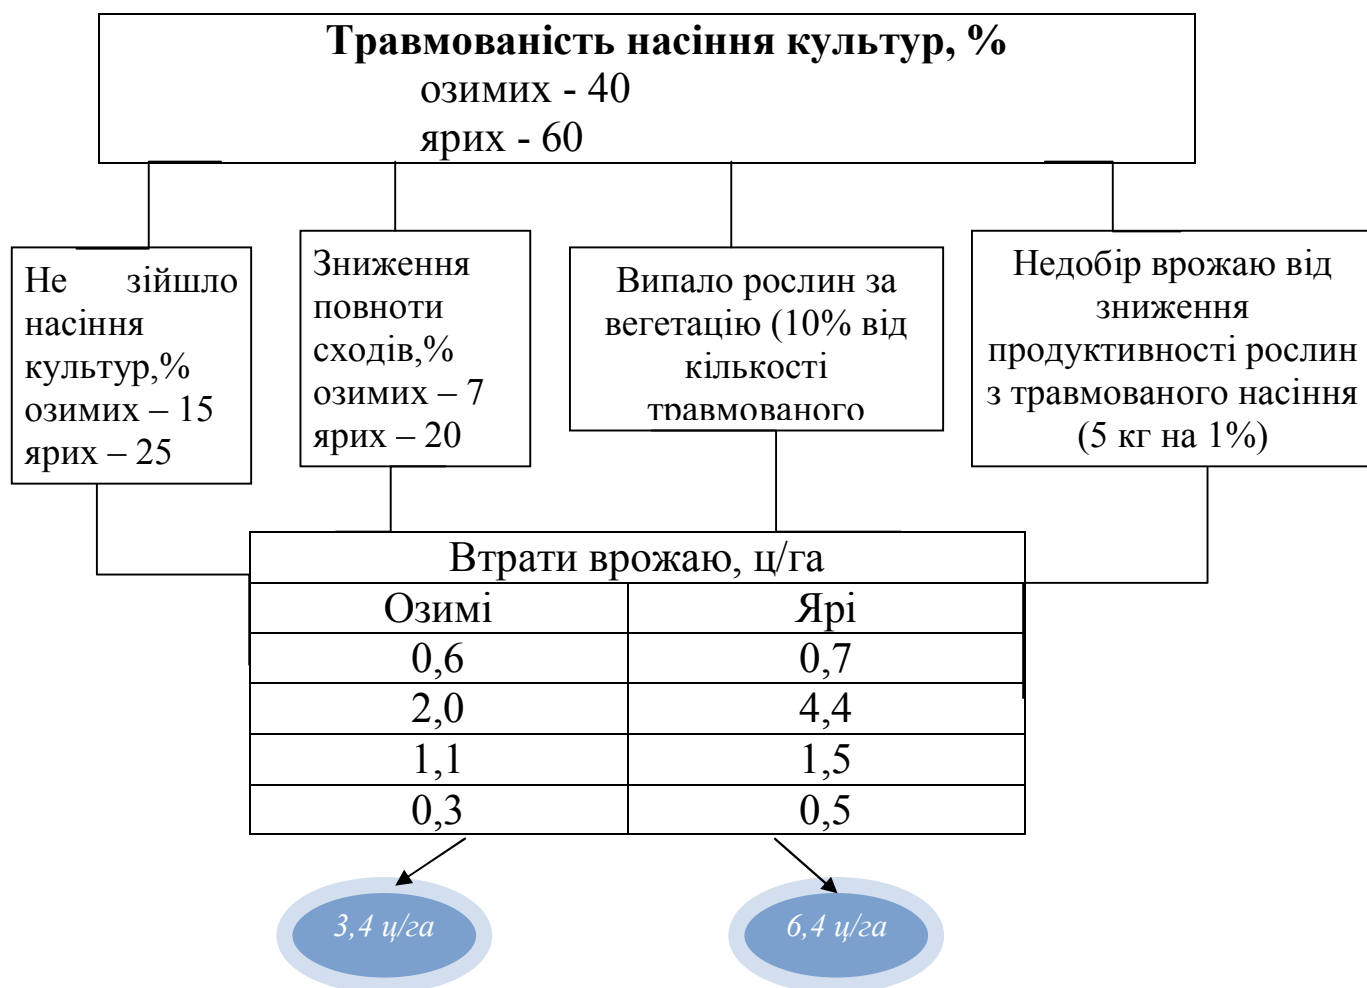 Травмованість насіння культур, %
озимих - 40
ярих - 60
Не зійшло
насіння
культур,%
озимих – 15
ярих – 25
Зниження
повноти
сходів,%
озимих – 7
ярих – 20
Випало рослин за
вегетацію (10% від
кількості
травмованого
Недобір врожаю від
зниження
продуктивності рослин
з травмованого насіння
(5 кг на 1%)
Втрати врожаю, ц/га
Озимі Ярі
0,6 0,7
2,0 4,4
1,1 1,5
0,3 0,5
3,4 ц/га 6,4 ц/га